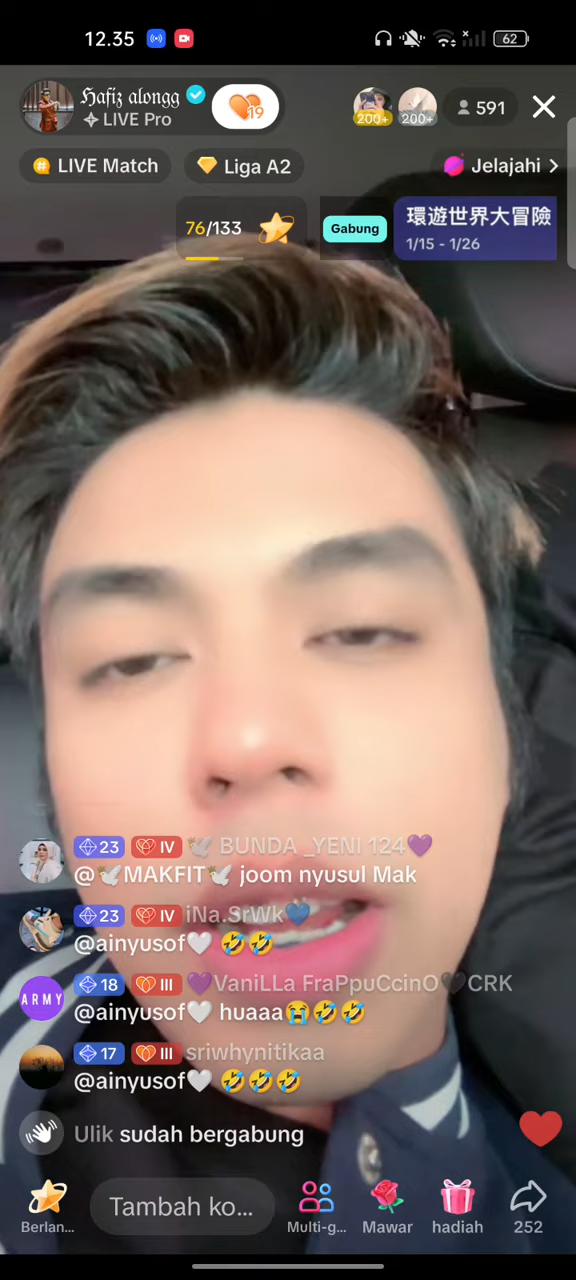 12.35
62
Hafiz alongg
LIVE Pro
19
200+
200+
591
LIVE Match
Liga A2
Jelajahi >
76/133
Gabung
環遊世界大冒險
1/15 - 1/26
23 IV 🕊️ BUNDA _YENI 124💜
@🕊️MAKFIT🕊️ joom nyusul Mak
23 IV iNa.SrWk💙
@ainyusof🤍 🤣🤣
ARMY
18 III 💜VaniLLa FraPpuCcinO🖤CRK
@ainyusof🤍 huaaa😭🤣🤣
17 III sriwhynitikaa
@ainyusof🤍 🤣🤣🤣
Ulik sudah bergabung
Berlan...
Tambah ko...
Multi-g...
Mawar
hadiah
252